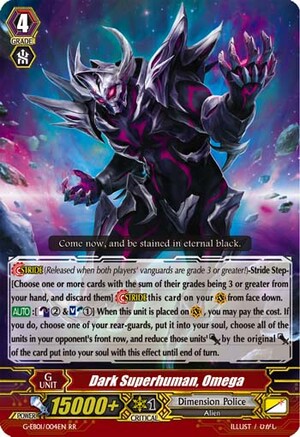 4
GRADE
Come now, and be stained in eternal black.
STRIDE (Released when both players' vanguards are grade 3 or greater!)-Stride Step-
[Choose one or more cards with the sum of their grades being 3 or greater from
your hand, and discard them] STRIDE this card on your from face down.
AUTO: [ 2 & 1] When this unit is placed on, you may pay the cost. If
you do, choose one of your rear-guards, put it into your soul, choose all of the
units in your opponent's front row, and reduce those units' by the original
of the card put into your soul with this effect until end of turn.
G
UNIT
Dark Superhuman, Omega
POWER
15000+
1
CRITICAL
Dimension Police
Alien
G-EB01/004EN RR
ILLUST /